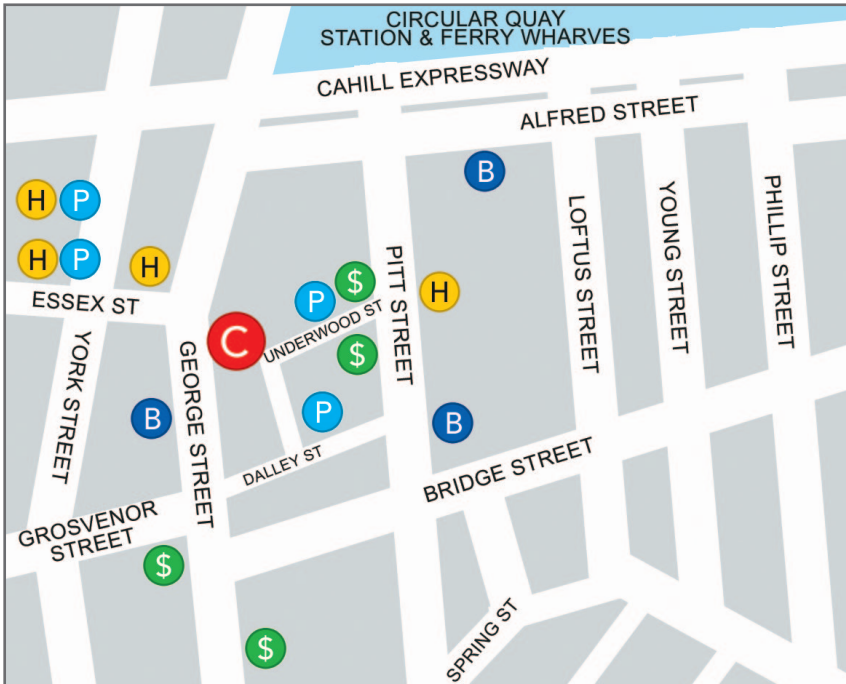 CIRCULAR QUAY
STATION & FERRY WHARVES
CAHILL EXPRESSWAY
ALFRED STREET
B
H P
H P
H
ESSEX ST
YORK STREET
GEORGE STREET
C
P
$
UNDERWOOD ST
$
PITT STREET
H
LOFTUS STREET
YOUNG STREET
PHILLIP STREET
B
P
B
DALLEY ST
BRIDGE STREET
GROSVENOR
STREET
$
$
SPRING ST